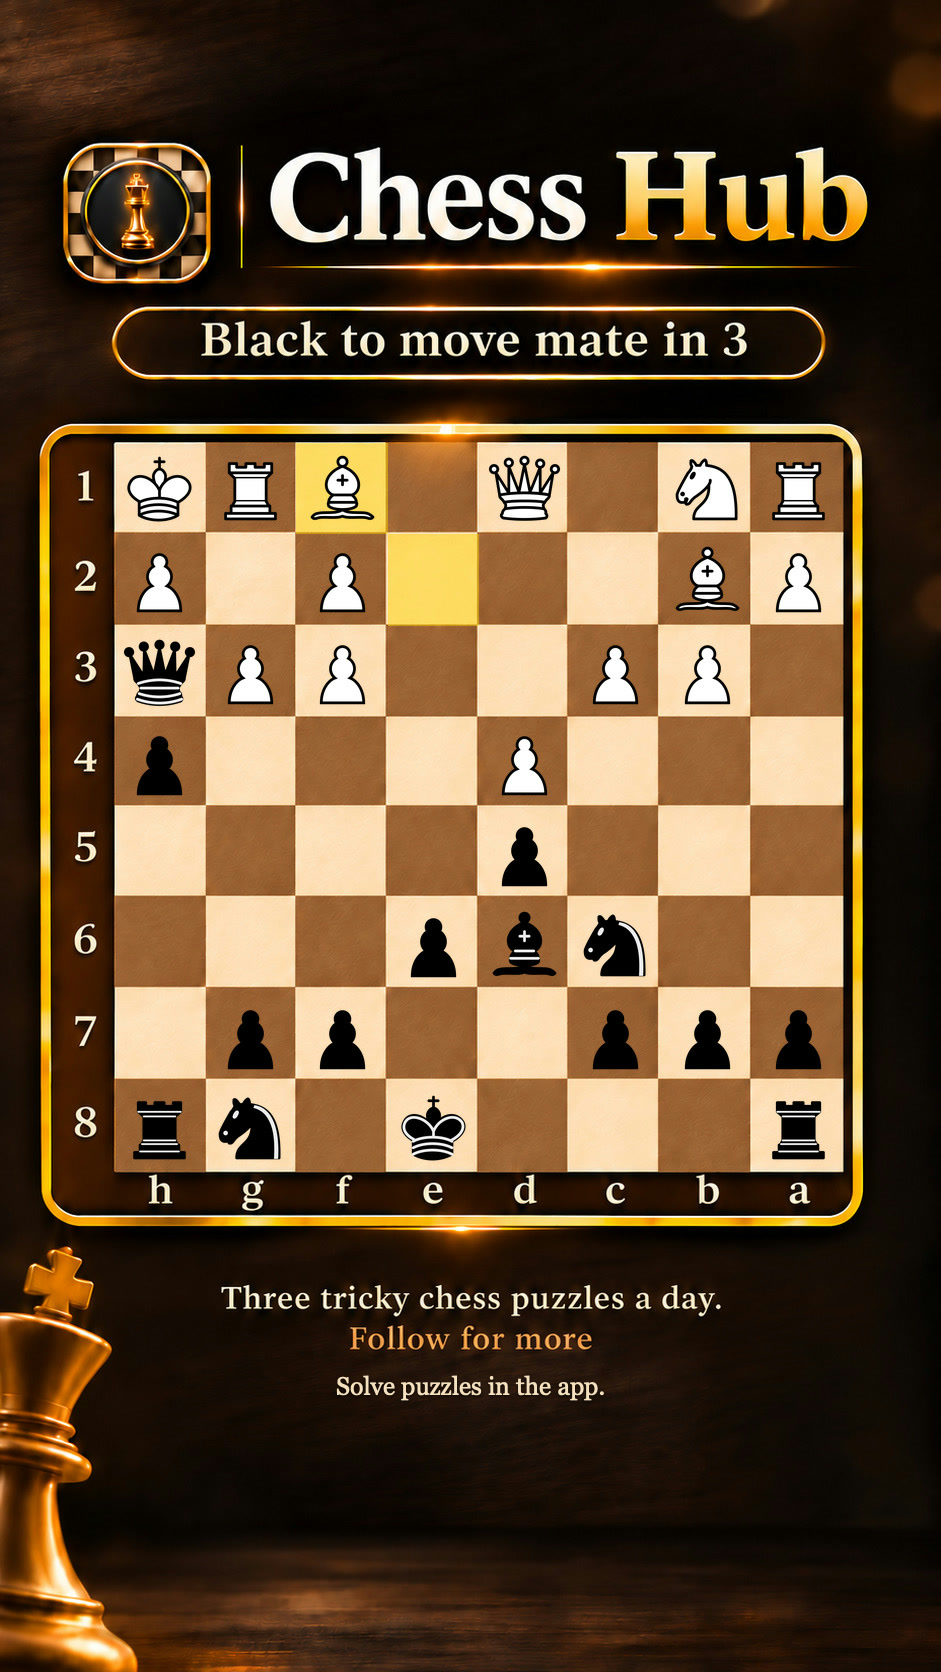 Chess Hub
Black to move mate in 3
1
2
3
4
5
6
7
8
h g f e d c b a
Three tricky chess puzzles a day.
Follow for more
Solve puzzles in the app.